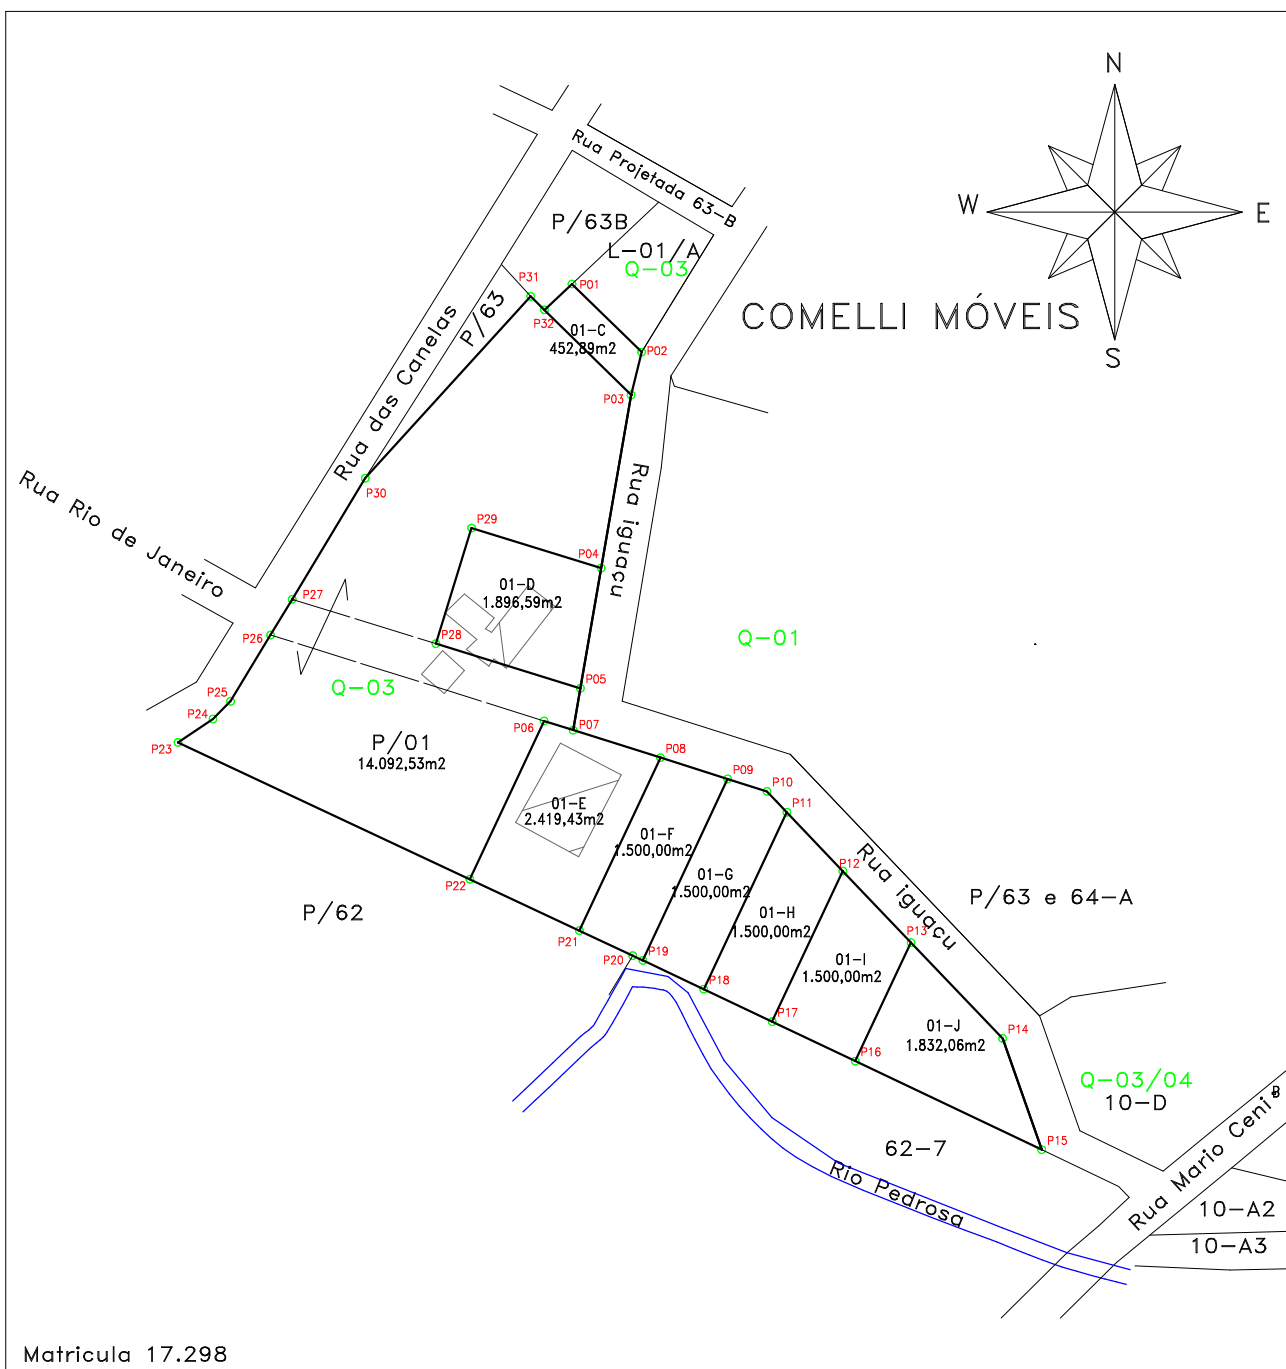 N
W
E
S
Rua Projetada 63-B
P/63B
L-01/A
Q-03
P31
P01
P32
P/63
01-C
452,89m2
P02
P03
COMELLI MÓVEIS
Rua das Canelas
Rua iguaçu
Rua Rio de Janeiro
P30
P29
P04
01-D
1.896,59m2
P27
P28
P26
Q-01
P05
Q-03
P25
P24
P23
P06
P07
P/01
14.092,53m2
P08
P09
P10
P11
01-E
2.419,43m2
01-F
1.500,00m2
01-G
1.500,00m2
01-H
1.500,00m2
01-I
1.500,00m2
P12
Rua iguaçu
P/63 e 64-A
P22
P/62
P21
P20
P19
P18
P13
P17
P16
01-J
1.832,06m2
P14
P15
Q-03/04
10-D
62-7
Rio Pedrosa
Rua Mario Ceni
B
10-A2
10-A3
Matricula 17.298